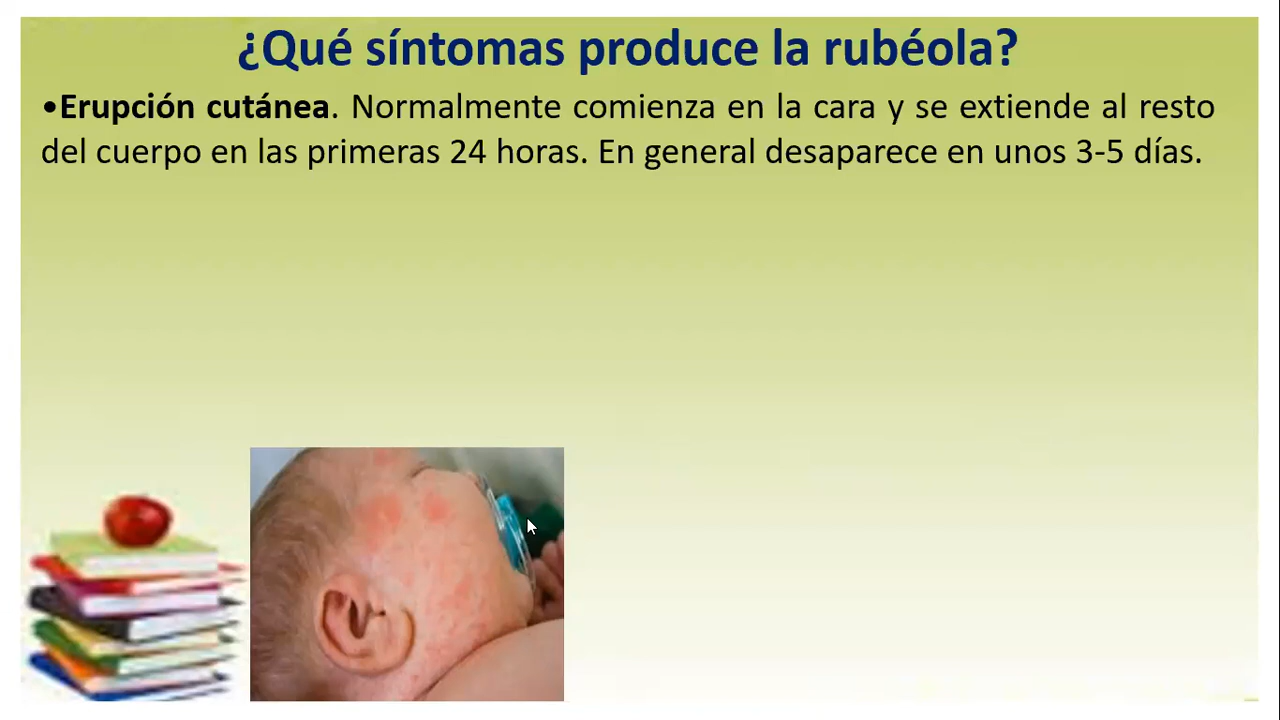 ¿Qué síntomas produce la rubéola?
•Erupción cutánea. Normalmente comienza en la cara y se extiende al resto
del cuerpo en las primeras 24 horas. En general desaparece en unos 3-5 días.